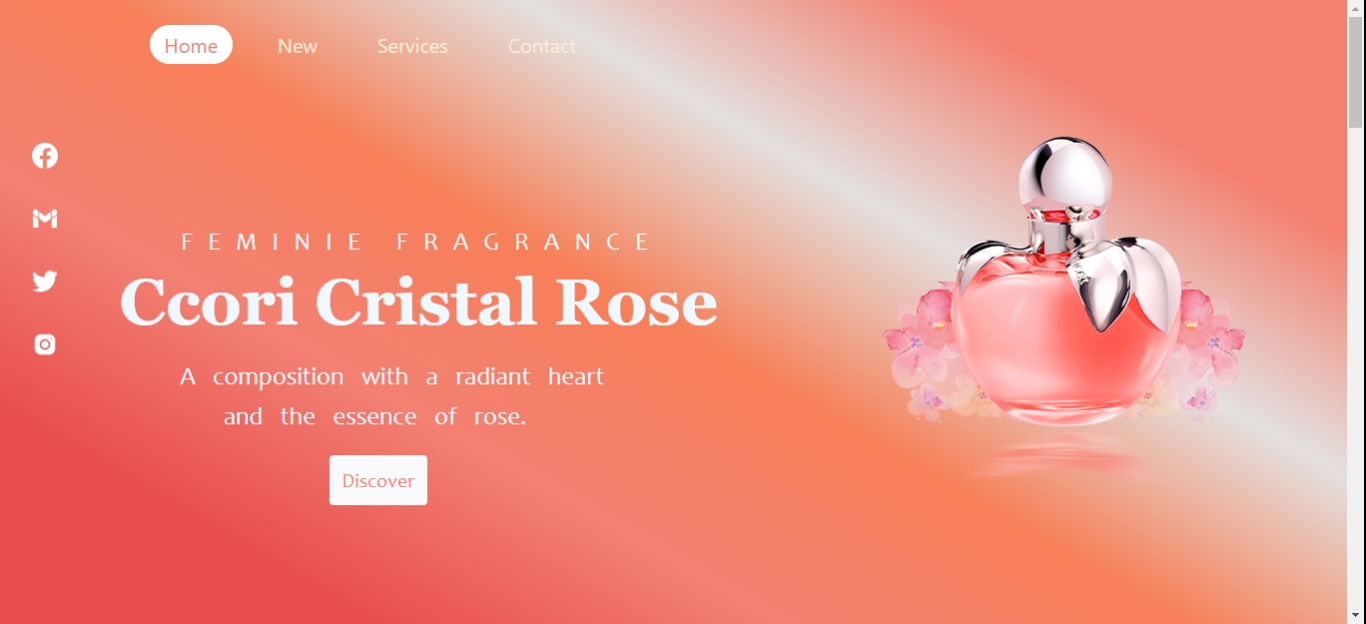 Home New Services Contact
FEMINIE FRAGRANCE
Ccori Cristal Rose
A composition with a radiant heart
and the essence of rose.
Discover